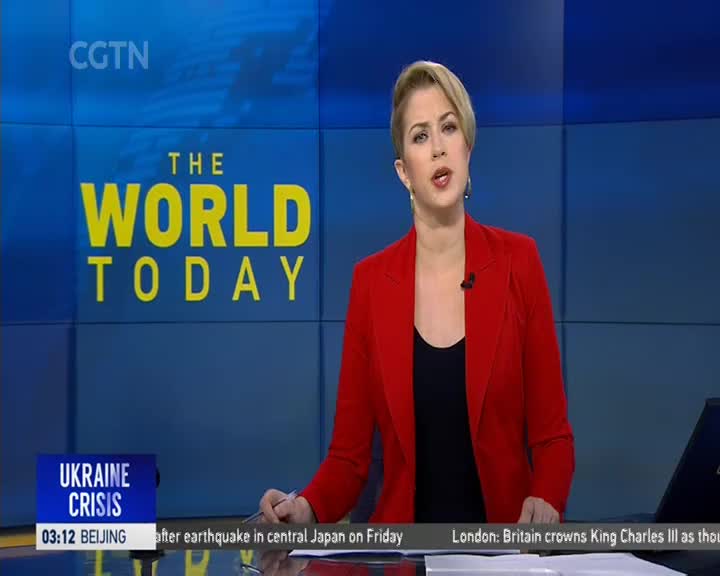 CGTN
THE
WORLD
TODAY
UKRAINE
CRISIS
03:12 BEIJING
after earthquake in central Japan on Friday London: Britain crowns King Charles III as thou